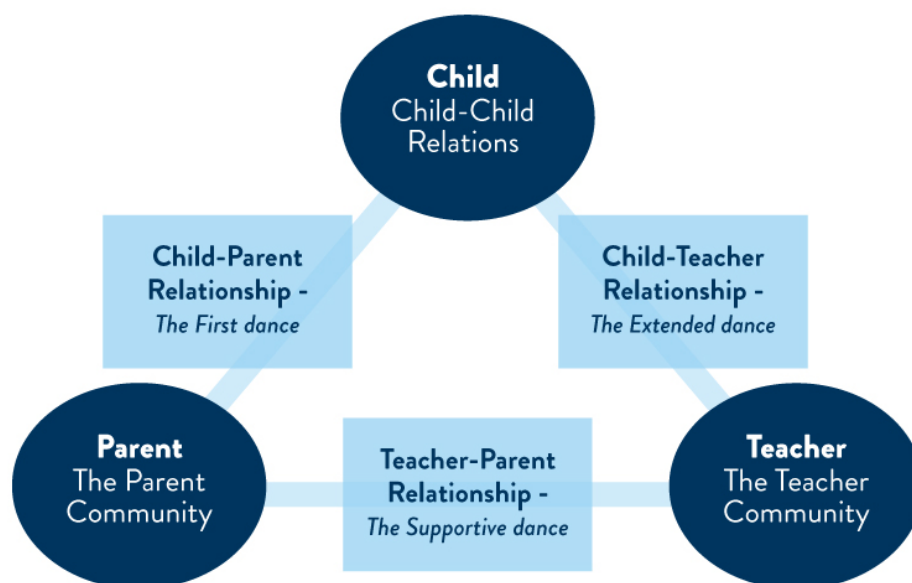 Child
Child-Child
Relations
Child-Parent
Relationship -
The First dance
Child-Teacher
Relationship -
The Extended dance
Parent
The Parent
Community
Teacher-Parent
Relationship -
The Supportive dance
Teacher
The Teacher
Community